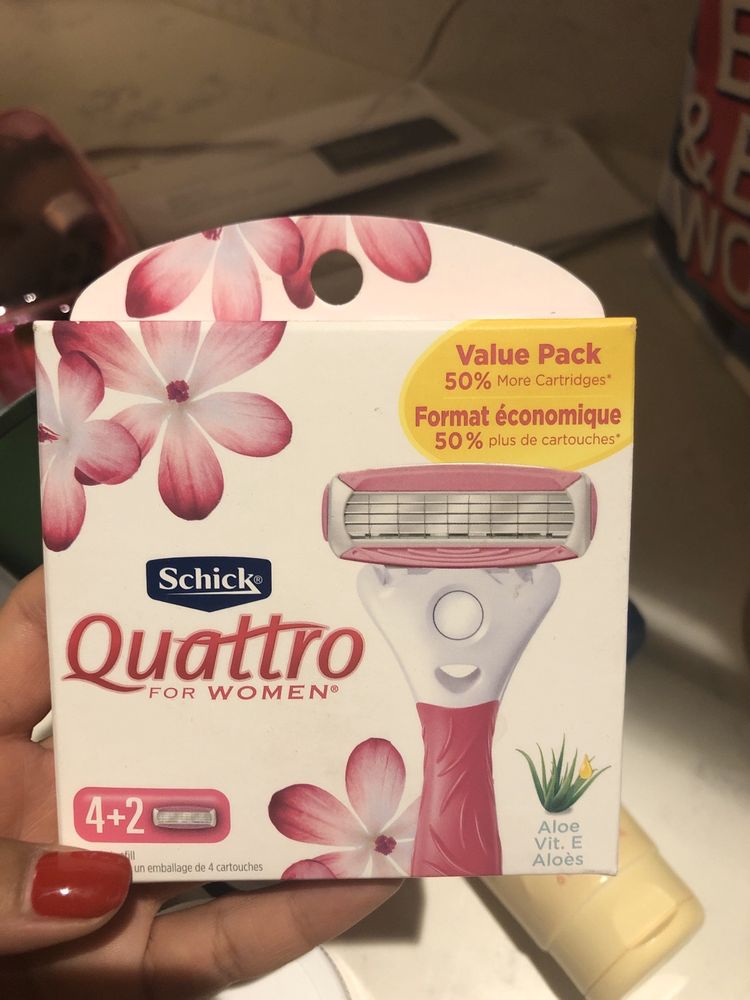 Value Pack
50% More Cartridges*
Format économique
50% plus de cartouches*
Schick®
Quattro
FOR WOMEN®
4+2
un emballage de 4 cartouches
Aloe
Vit. E
Aloès
&